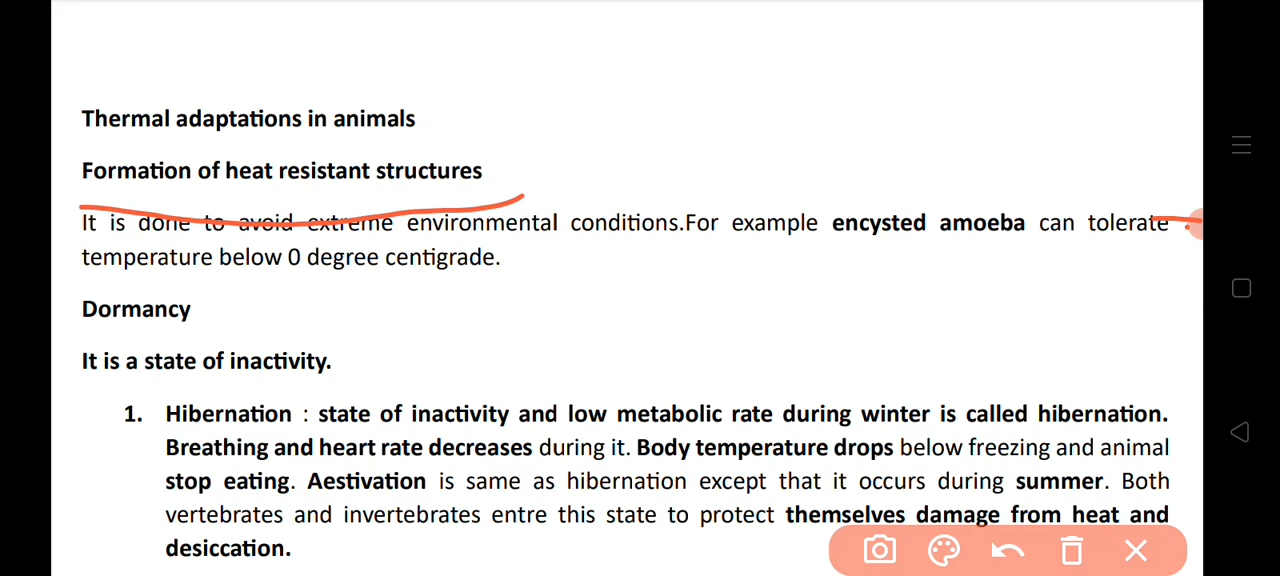 Thermal adaptations in animals
Formation of heat resistant structures
It is done to avoid extreme environmental conditions.For example encysted amoeba can tolerate
temperature below 0 degree centigrade.
Dormancy
It is a state of inactivity.
1. Hibernation : state of inactivity and low metabolic rate during winter is called hibernation.
Breathing and heart rate decreases during it. Body temperature drops below freezing and animal
stop eating. Aestivation is same as hibernation except that it occurs during summer. Both
vertebrates and invertebrates entre this state to protect themselves damage from heat and
desiccation.